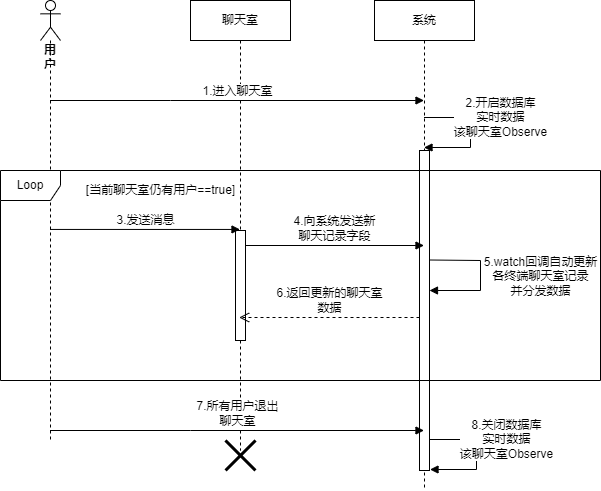 聊天室
系统
用
户
1.进入聊天室
2.开启数据库
实时数据
该聊天室Observe
Loop
[当前聊天室仍有用户==true]
3.发送消息
4.向系统发送新
聊天记录字段
5.watch回调自动更新
各终端聊天室记录
并分发数据
6.返回更新的聊天室
数据
7.所有用户退出
聊天室
8.关闭数据库
实时数据
该聊天室Observe